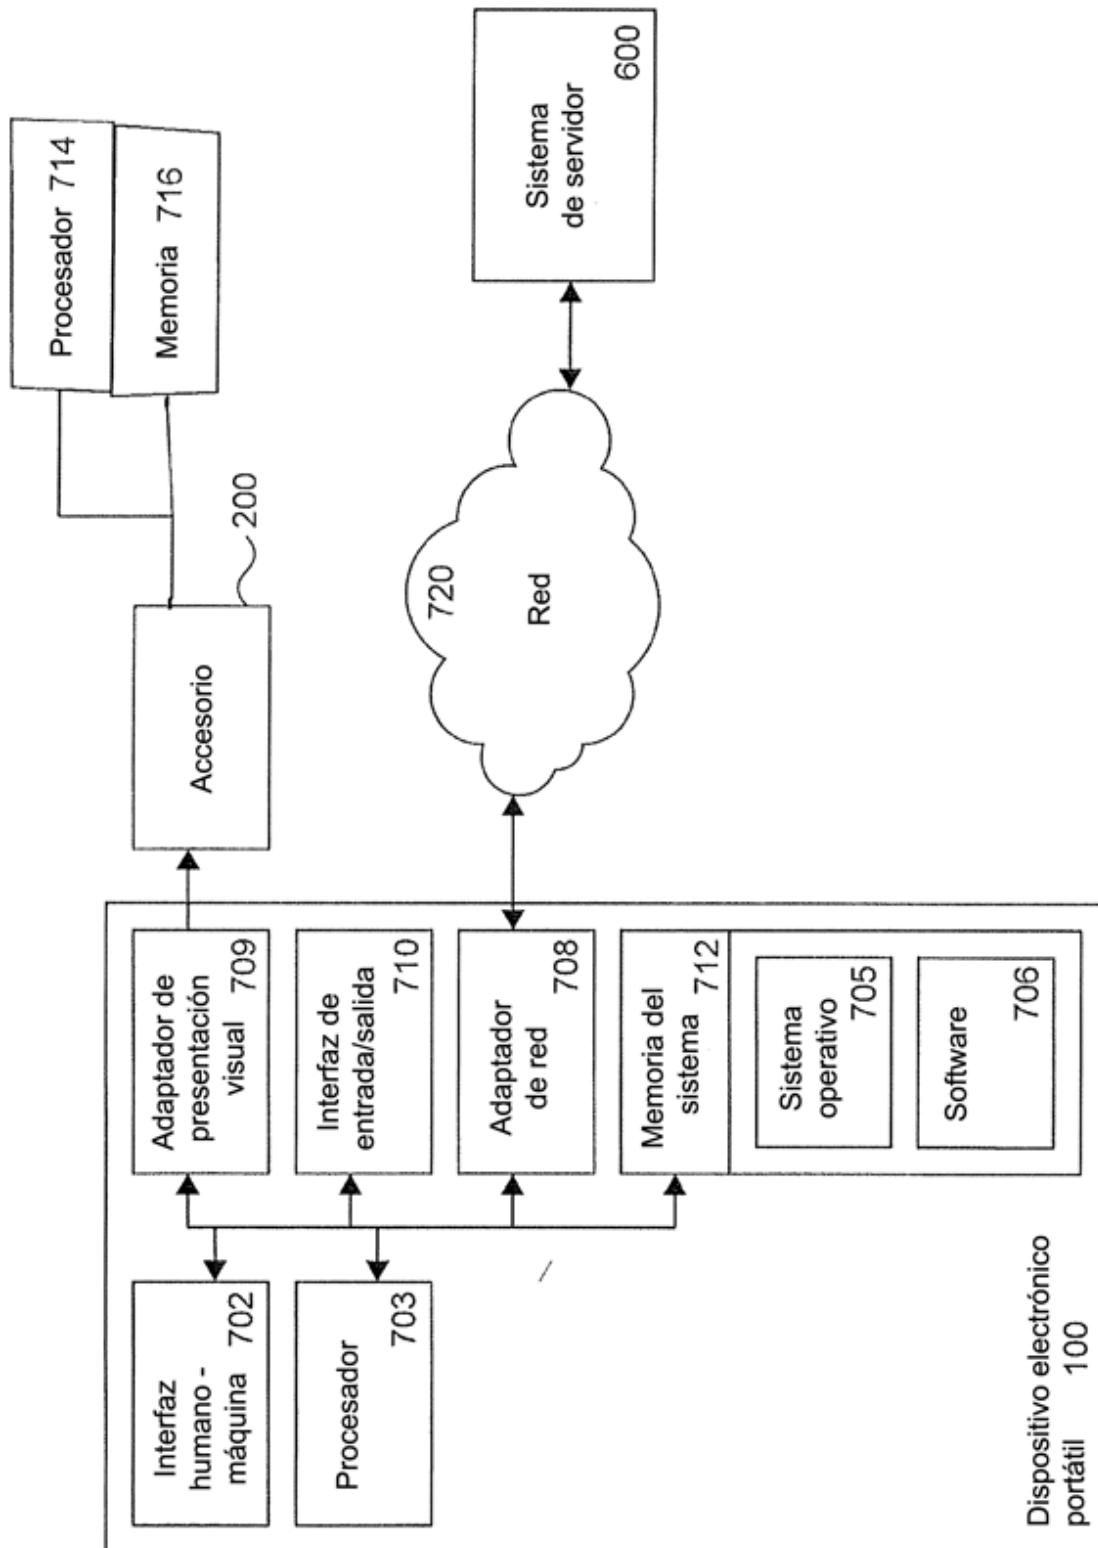 Interfaz
humano -
máquina
702
Procesador
703
Adaptador de
presentación
visual
709
Interfaz de
entrada/salida
710
Adaptador
de red
708
Memoria del
sistema
712
Sistema
operativo
705
Software
706
Dispositivo electrónico
portátil 100
Accesorio
200
Procesador 714
Memoria 716
720
Red
Sistema
de servidor
600